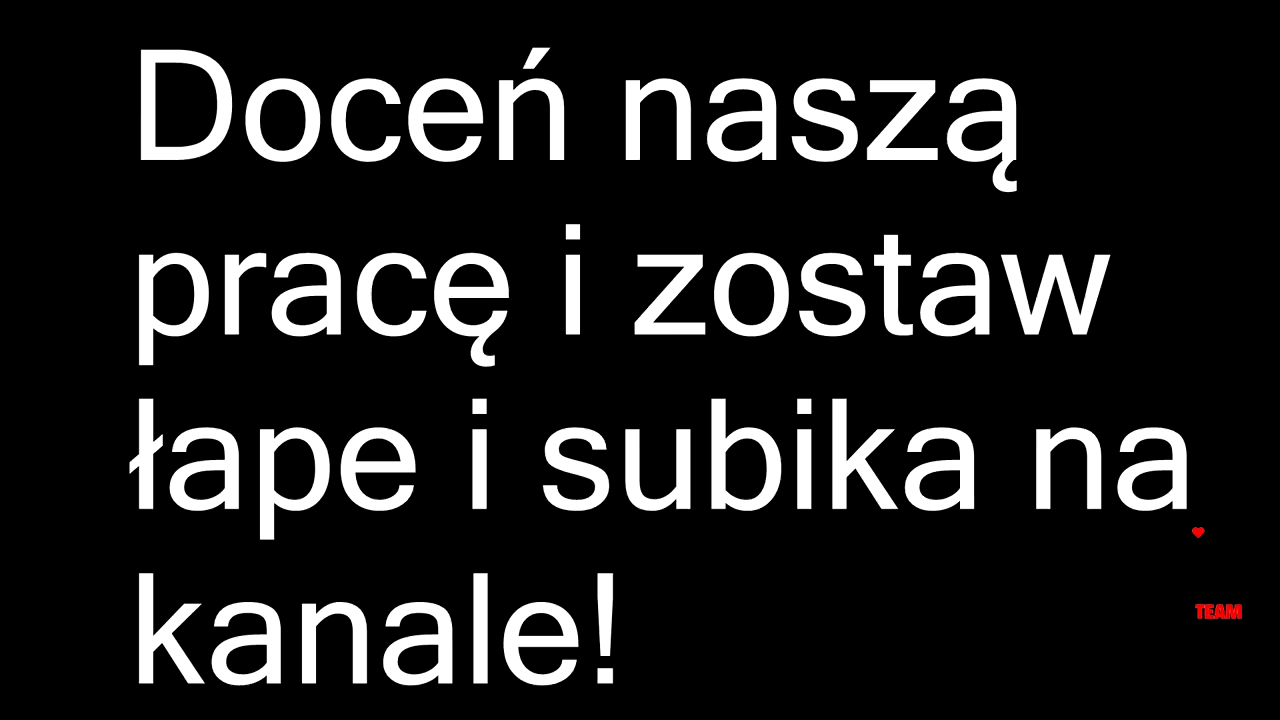 Doceń naszą
pracę i zostaw
łape i subika na
kanale!
TEAM